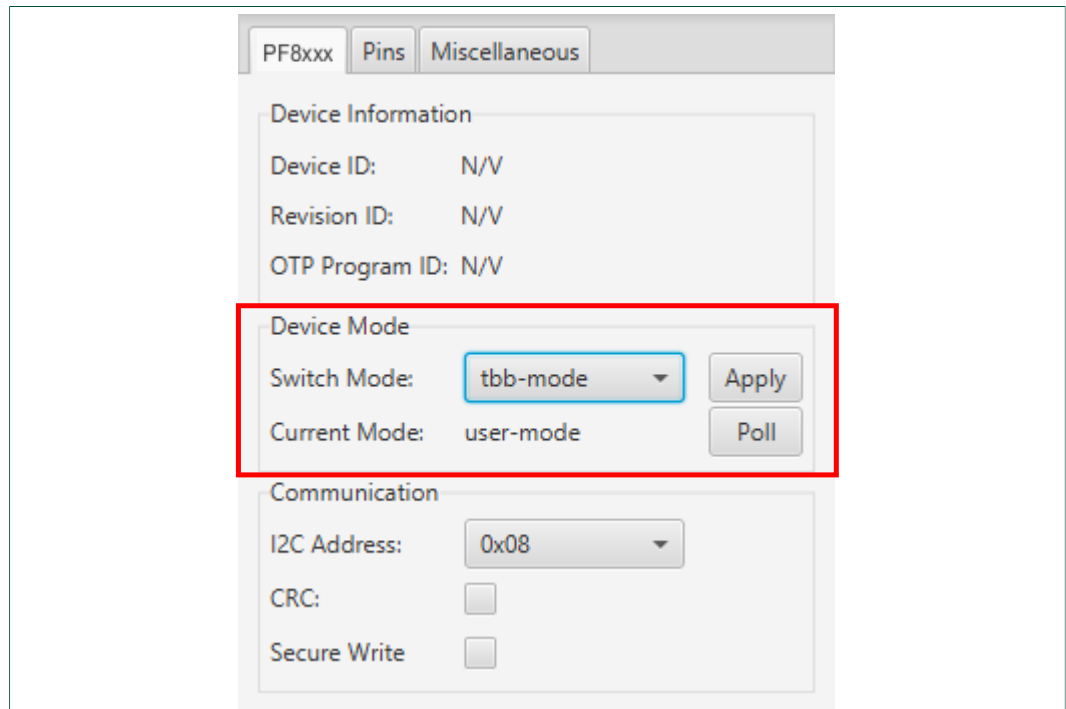 PF8xxx Pins Miscellaneous
Device Information
Device ID: N/V
Revision ID: N/V
OTP Program ID: N/V
Device Mode
Switch Mode: tbb-mode Apply
Current Mode: user-mode Poll
Communication
I2C Address: 0x08
CRC:
Secure Write